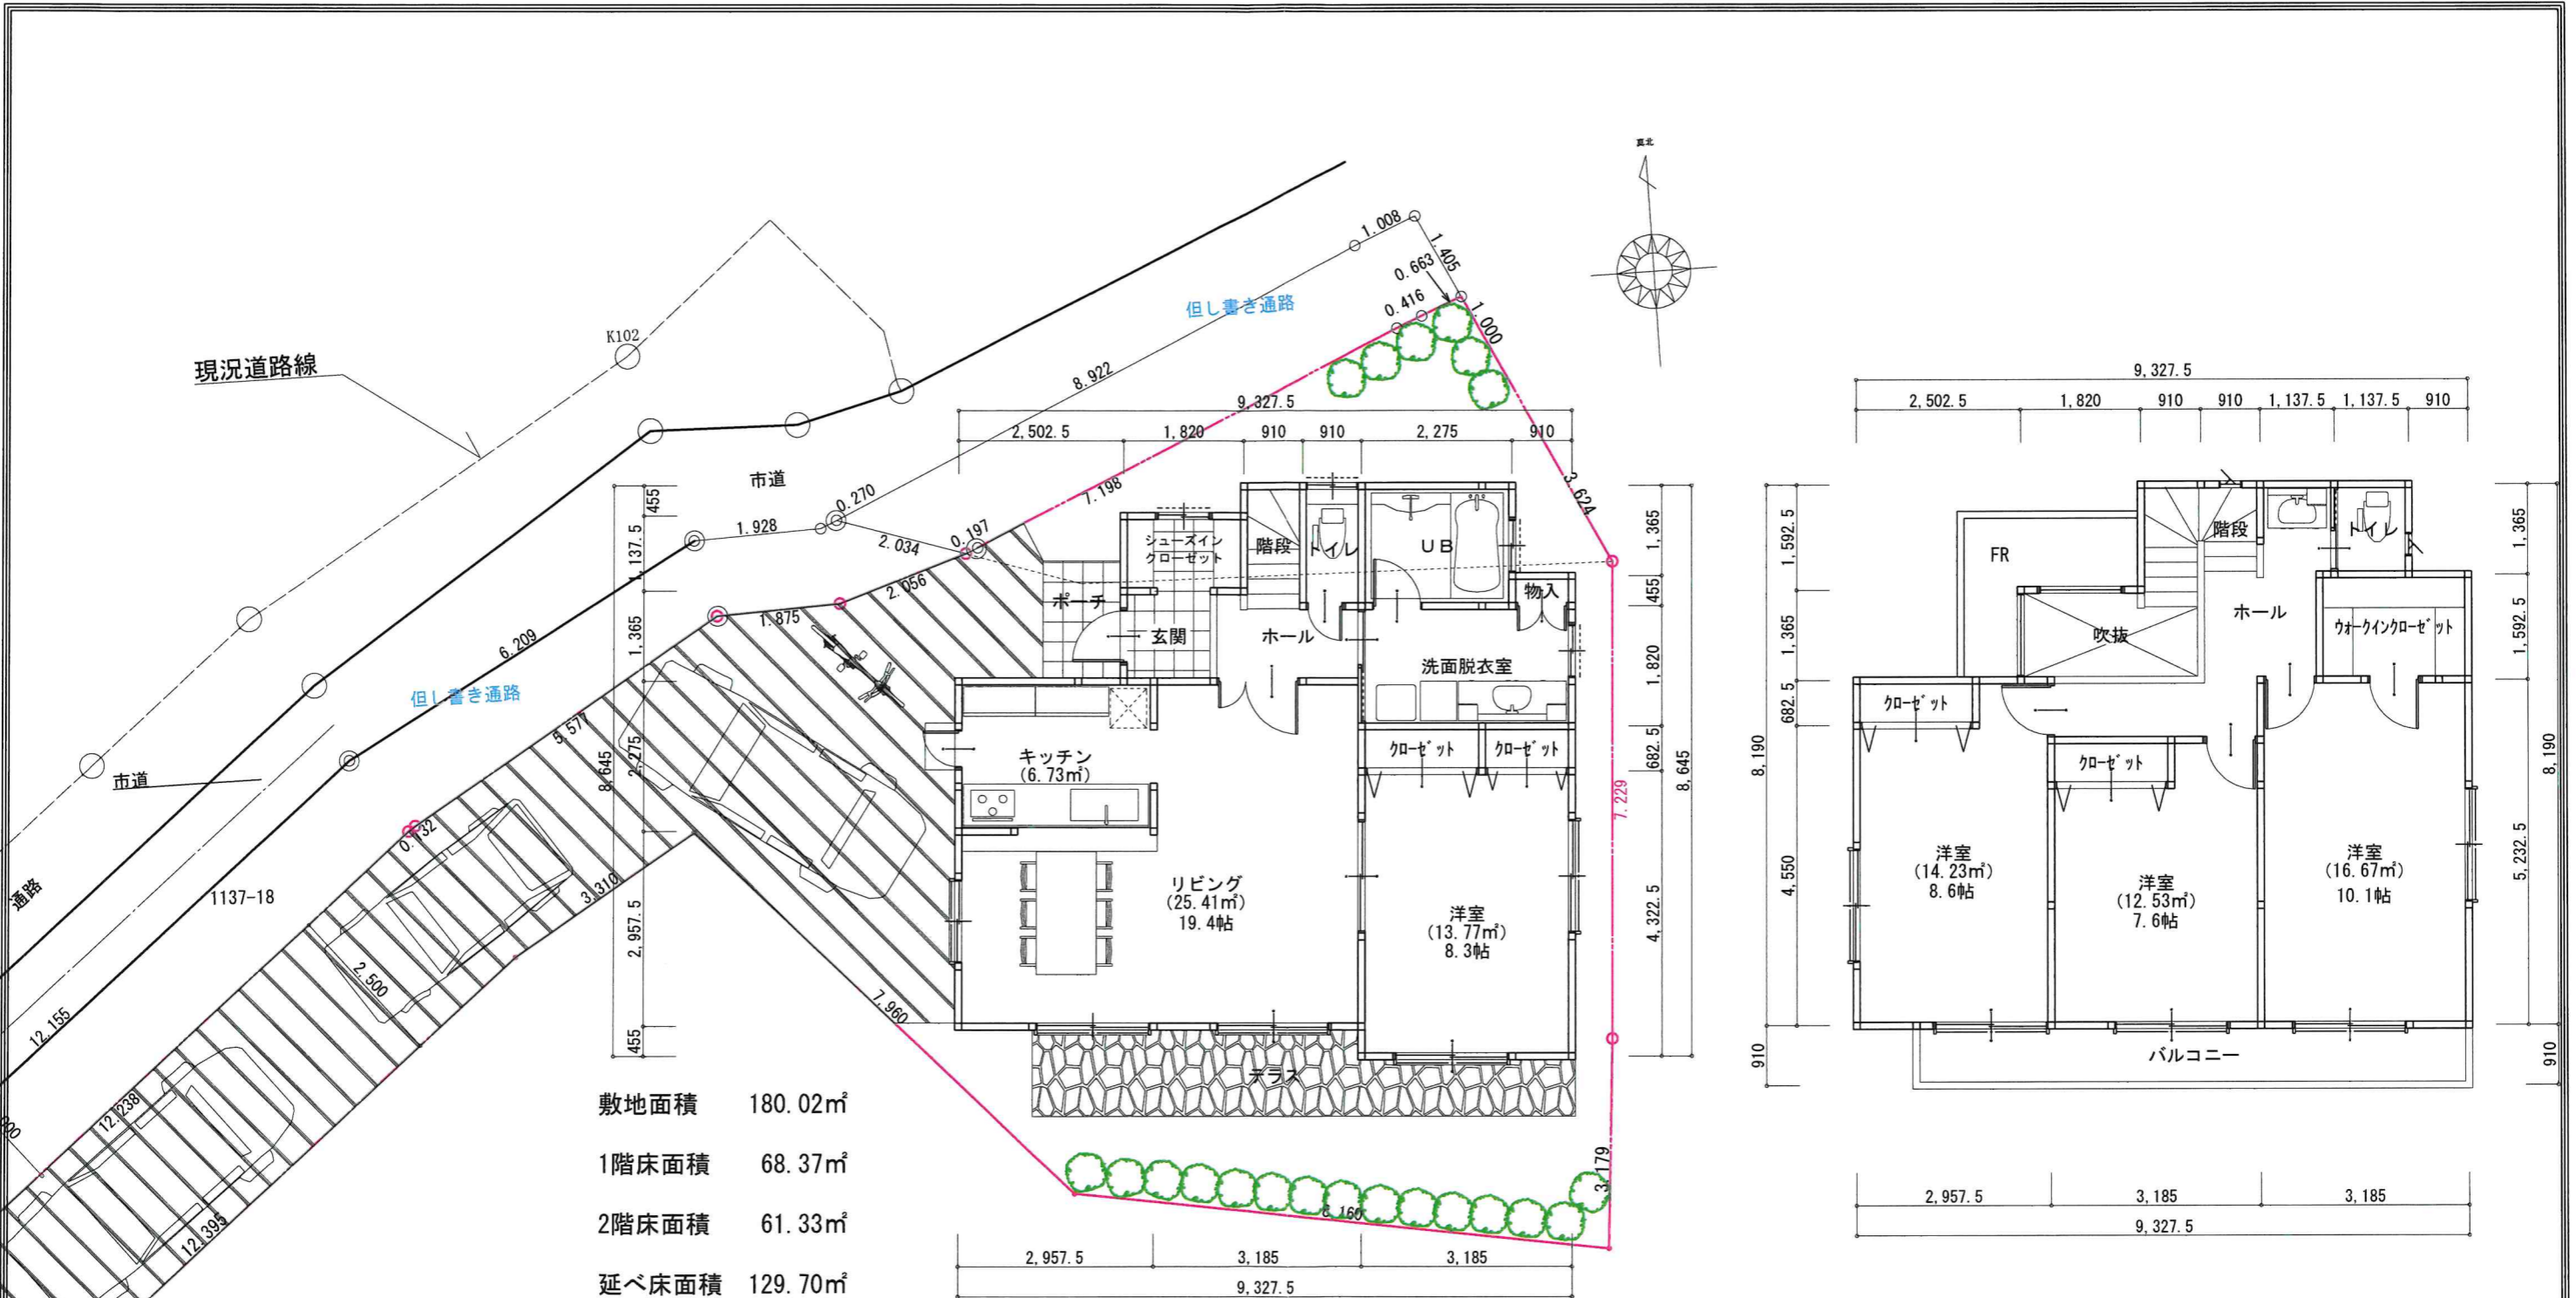 真北
1.008
1.405
0.663
0.416
1.000
但し書き通路
K102
現況道路線
8.922
9,327.5
2,502.5
1,820
910
910
2,275
910
3.624
7.198
市道
0.270
1.928
2.034
0.197
2.056
1.875
6.209
但し書き通路
5.577
455
1,137.5
1,365
2,275
2,957.5
455
8,645
シューズイン
クローゼット
階段
トイレ
UB
物入
ポーチ
玄関
ホール
洗面脱衣室
キッチン
(6.73㎡)
クローゼット
クローゼット
リビング
(25.41㎡)
19.4帖
洋室
(13.77㎡)
8.3帖
テラス
1,365
455
1,820
682.5
4,322.5
8,645
7.229
3.179
市道
0.132
通路
1137-18
3.310
2,500
7.960
12.155
12.238
12.395
敷地面積 180.02㎡
1階床面積 68.37㎡
2階床面積 61.33㎡
延べ床面積 129.70㎡
8.160
2,957.5
3,185
3,185
9,327.5
9,327.5
2,502.5
1,820
910
910
1,137.5
1,137.5
910
1,592.5
1,365
682.5
4,550
910
8,190
FR
階段
トイレ
吹抜
ホール
ウォークインクローゼット
クローゼット
クローゼット
洋室
(14.23㎡)
8.6帖
洋室
(12.53㎡)
7.6帖
洋室
(16.67㎡)
10.1帖
バルコニー
1,365
1,592.5
5,232.5
910
8,190
2,957.5
3,185
3,185
9,327.5